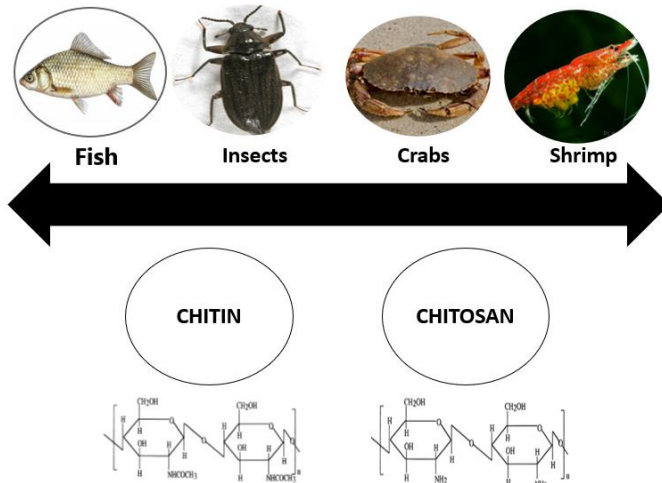 Fish
Insects
Crabs
Shrimp
CHITIN
CHITOSAN
CH₂OH
CH₂OH
O
O
O
O
H
H
H
OH
H
OH
H
H
H
H
NHCOCH₃
NHCOCH₃
n
CH₂OH
CH₂OH
O
O
O
O
H
H
H
OH
H
OH
H
H
H
H
NH₂
n